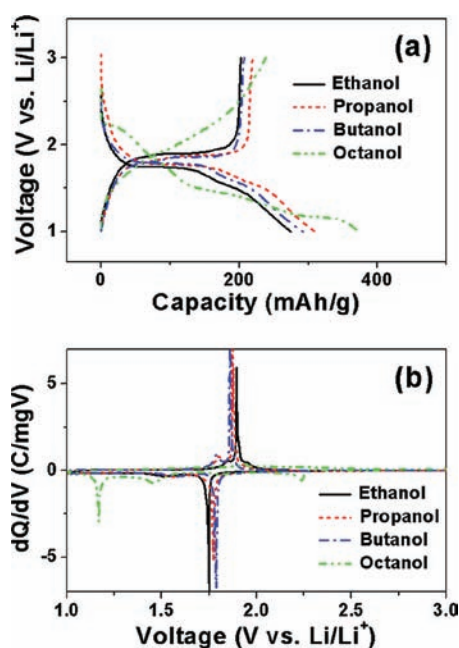 (a)
3
2
1
Voltage (V vs. Li/Li⁺)
Ethanol
Propanol
Butanol
Octanol
0 200 400
Capacity (mAh/g)
(b)
5
0
-5
dQ/dV (C/mgV)
Ethanol
Propanol
Butanol
Octanol
1.0 1.5 2.0 2.5 3.0
Voltage (V vs. Li/Li⁺)